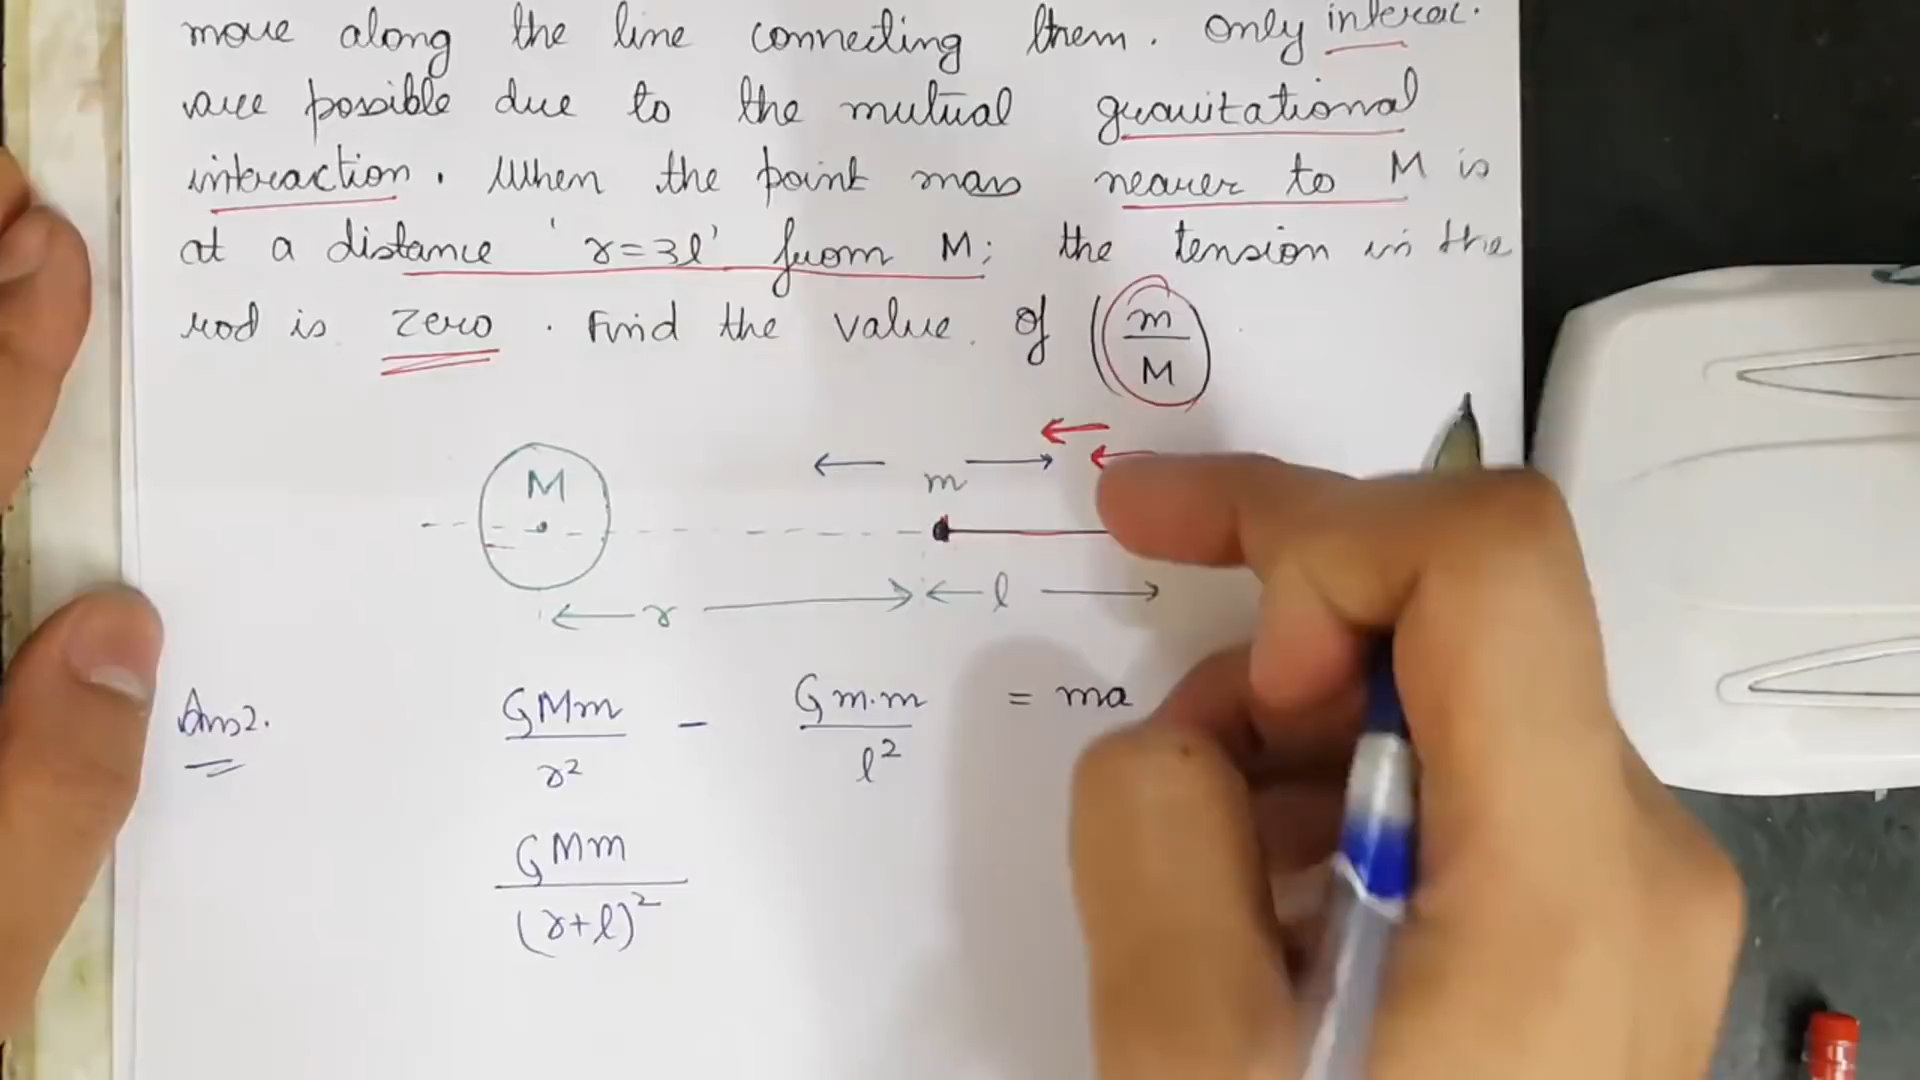 move along the line connecting them. Only interac.
are possible due to the mutual gravitational
interaction. When the point mass nearer to M is
at a distance 'r=3l' from M; the tension in the
rod is zero. Find the value of (m/M)
M
m
r
l
Ans2.
GMm/r² - Gm.m/l² = ma
GMm/(r+l)²